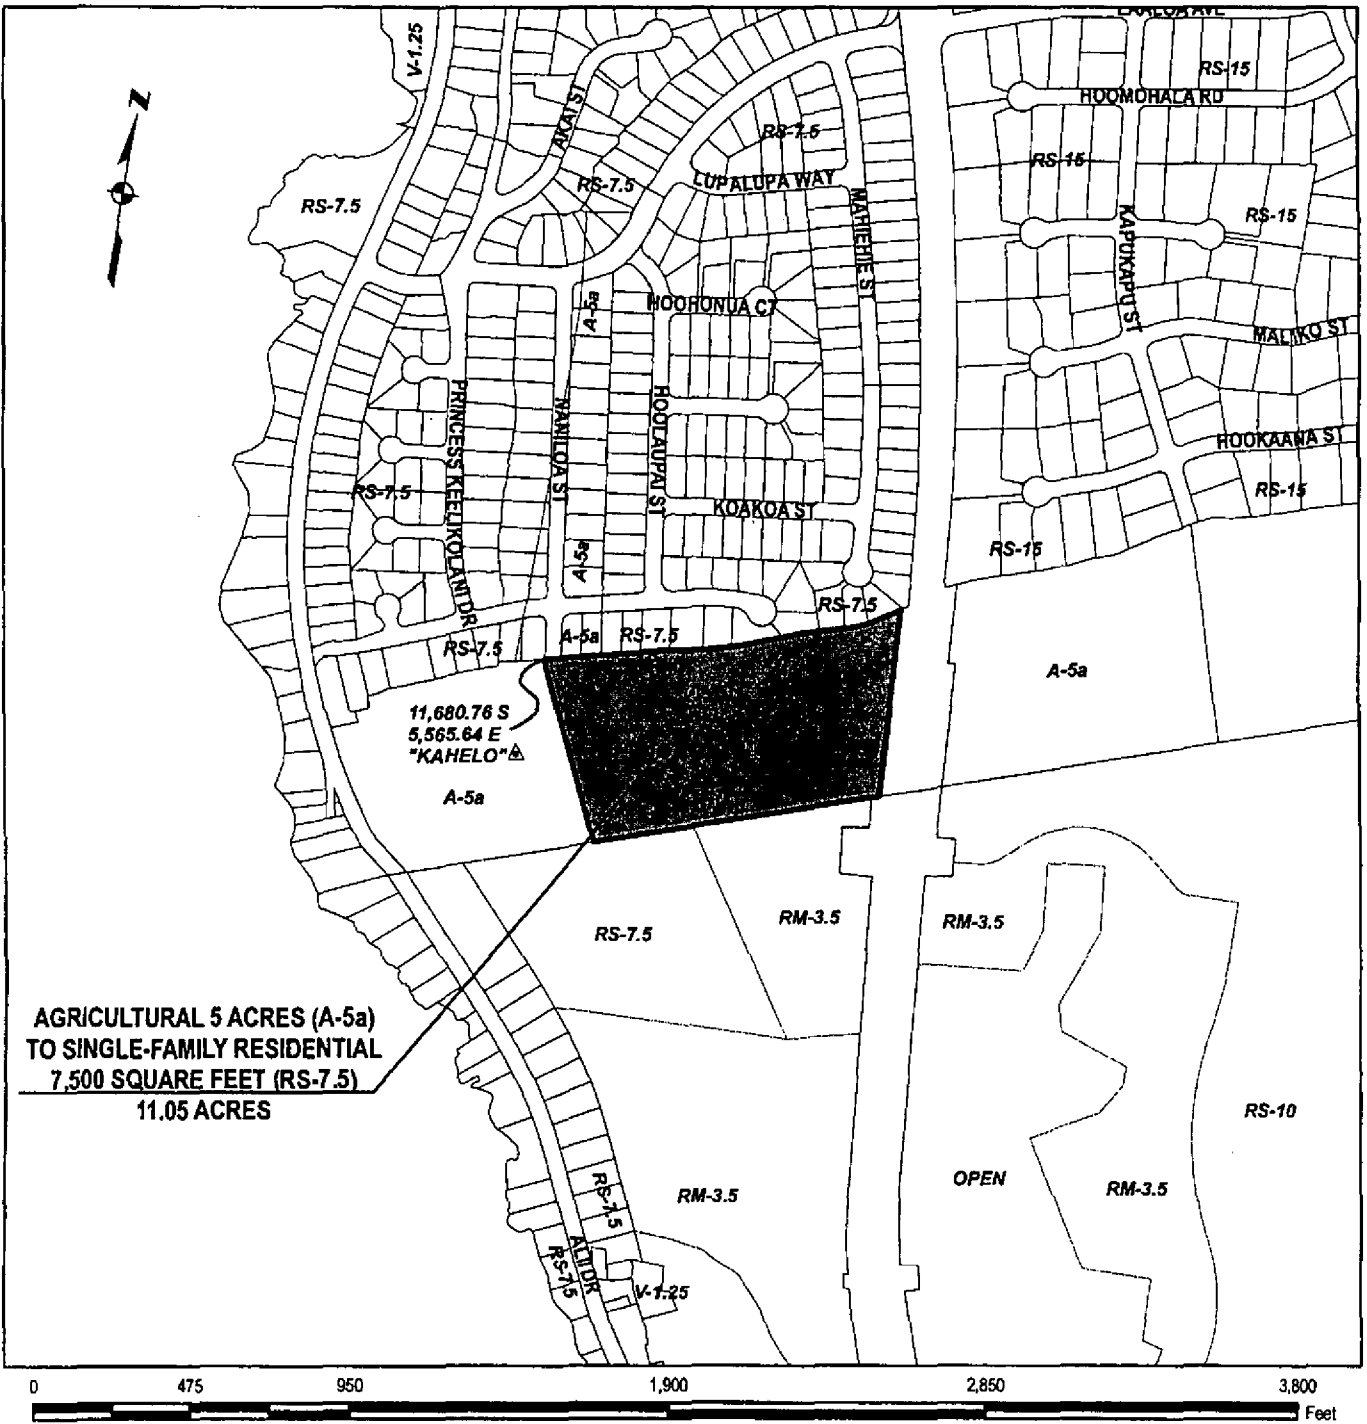 LAALOA AVE
V-1.25
RS-15
HOOMOHALA RD
N
AKAI ST
RS-7.5
RS-15
RS-7.5
LUPALUPA WAY
RS-7.5
MAHIEHIE ST
KAPUKAPU ST
RS-15
A-5a
HOOHONUA CT
MALIKO ST
PRINCESS KEELIKOLANI DR
NANILOA ST
HOOLAUPAI ST
HOOKAANA ST
RS-7.5
RS-15
KOAKOA ST
A-5a
RS-15
RS-7.5
A-5a
RS-7.5
RS-7.5
A-5a
11,680.76 S
5,565.64 E
"KAHELO"
A-5a
RS-7.5
RM-3.5
RM-3.5
AGRICULTURAL 5 ACRES (A-5a)
TO SINGLE-FAMILY RESIDENTIAL
7,500 SQUARE FEET (RS-7.5)
11.05 ACRES
RS-10
OPEN
RM-3.5
RM-3.5
RS-7.5
ALII DR
RS-7.5
V-1.25
0 475 950 1,900 2,850 3,800
Feet